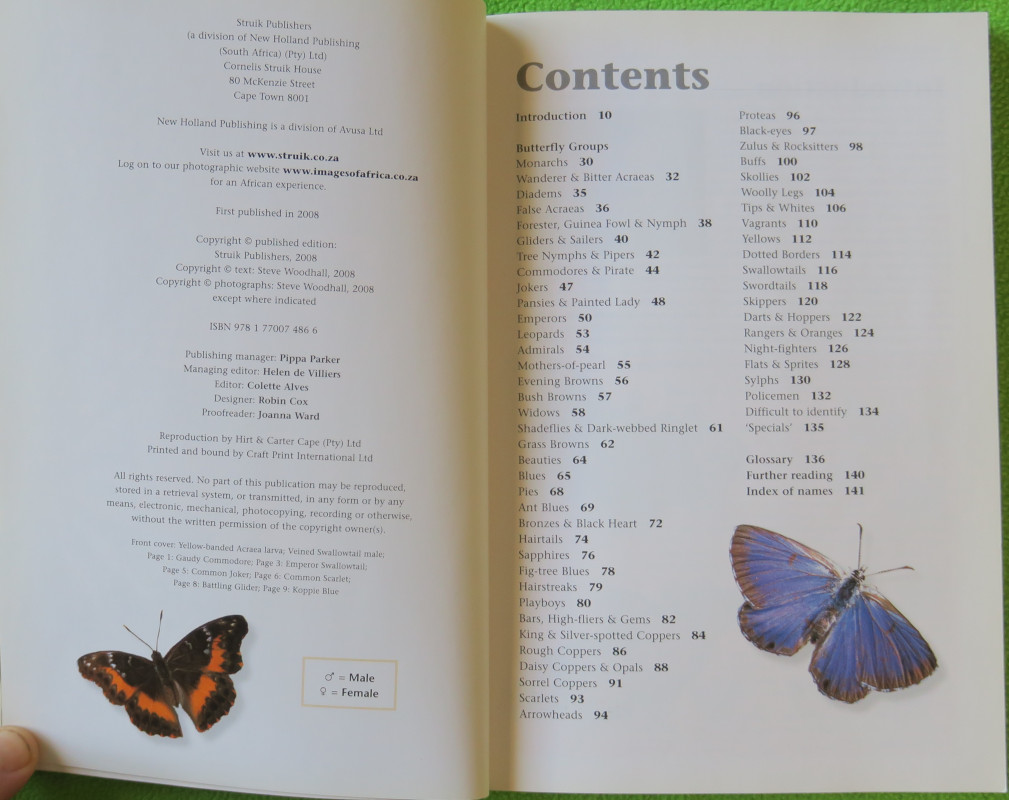 Struik Publishers
(a division of New Holland Publishing
(South Africa) (Pty) Ltd)
Cornelis Struik House
80 McKenzie Street
Cape Town 8001
New Holland Publishing is a division of Avusa Ltd
Visit us at www.struik.co.za
Log on to our photographic website www.imagesofafrica.co.za
for an African experience.
First published in 2008
Copyright © published edition:
Struik Publishers, 2008
Copyright © text: Steve Woodhall, 2008
Copyright © photographs: Steve Woodhall, 2008
except where indicated
ISBN 978 1 77007 486 6
Publishing manager: Pippa Parker
Managing editor: Helen de Villiers
Editor: Colette Alves
Designer: Robin Cox
Proofreader: Joanna Ward
Reproduction by Hirt & Carter Cape (Pty) Ltd
Printed and bound by Craft Print International Ltd
All rights reserved. No part of this publication may be reproduced,
stored in a retrieval system, or transmitted, in any form or by any
means, electronic, mechanical, photocopying, recording or otherwise,
without the written permission of the copyright owner(s).
Front cover: Yellow-banded Acraea larva; Veined Swallowtail male;
Page 1: Gaudy Commodore; Page 3: Emperor Swallowtail;
Page 5: Common Joker; Page 6: Common Scarlet;
Page 8: Battling Glider; Page 9: Koppie Blue
♂ = Male
♀ = Female
Contents
Introduction 10
Butterfly Groups
Monarchs 30
Wanderer & Bitter Acraeas 32
Diadems 35
False Acraeas 36
Forester, Guinea Fowl & Nymph 38
Gliders & Sailers 40
Tree Nymphs & Pipers 42
Commodores & Pirate 44
Jokers 47
Pansies & Painted Lady 48
Emperors 50
Leopards 53
Admirals 54
Mothers-of-pearl 55
Evening Browns 56
Bush Browns 57
Widows 58
Shadeflies & Dark-webbed Ringlet 61
Grass Browns 62
Beauties 64
Blues 65
Pies 68
Ant Blues 69
Bronzes & Black Heart 72
Hairtails 74
Sapphires 76
Fig-tree Blues 78
Hairstreaks 79
Playboys 80
Bars, High-fliers & Gems 82
King & Silver-spotted Coppers 84
Rough Coppers 86
Daisy Coppers & Opals 88
Sorrel Coppers 91
Scarlets 93
Arrowheads 94
Proteas 96
Black-eyes 97
Zulus & Rocksitters 98
Buffs 100
Skollies 102
Woolly Legs 104
Tips & Whites 106
Vagrants 110
Yellows 112
Dotted Borders 114
Swallowtails 116
Swordtails 118
Skippers 120
Darts & Hoppers 122
Rangers & Oranges 124
Night-fighters 126
Flats & Sprites 128
Sylphs 130
Policemen 132
Difficult to identify 134
'Specials' 135
Glossary 136
Further reading 140
Index of names 141